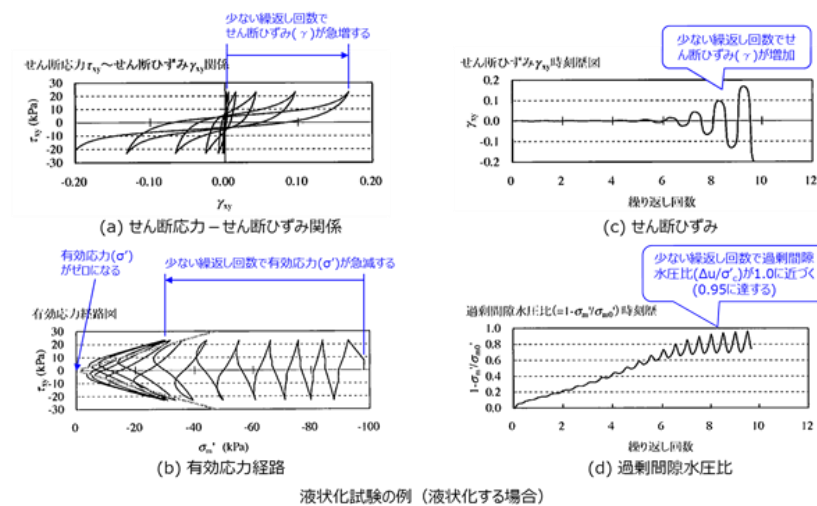 少ない繰返し回数で
せん断ひずみ(γ)が急増する
せん断応力τxy～せん断ひずみγxy関係
30
20
10
0
-10
-20
-30
τxy (kPa)
-0.20
-0.10
0.00
0.10
0.20
γxy
(a) せん断応力－せん断ひずみ関係
少ない繰返し回数でせ
ん断ひずみ(γ)が増加
せん断ひずみγxy時刻歴図
0.2
0.1
0.0
-0.1
-0.2
γxy
0
2
4
6
8
10
12
繰り返し回数
(c) せん断ひずみ
有効応力(σ')
がゼロになる
少ない繰返し回数で有効応力(σ')が急減する
有効応力経路図
30
20
10
0
-10
-20
-30
τxy (kPa)
0
-20
-40
-60
-80
-100
σm' (kPa)
(b) 有効応力経路
少ない繰返し回数で過剰間隙
水圧比(Δu/σ'c)が1.0に近づく
(0.95に達する)
過剰間隙水圧比(=1-σm'/σm0')時刻歴
1.0
0.8
0.6
0.4
0.2
0.0
1-σm'/σm0'
0
2
4
6
8
10
12
繰り返し回数
(d) 過剰間隙水圧比
液状化試験の例（液状化する場合）